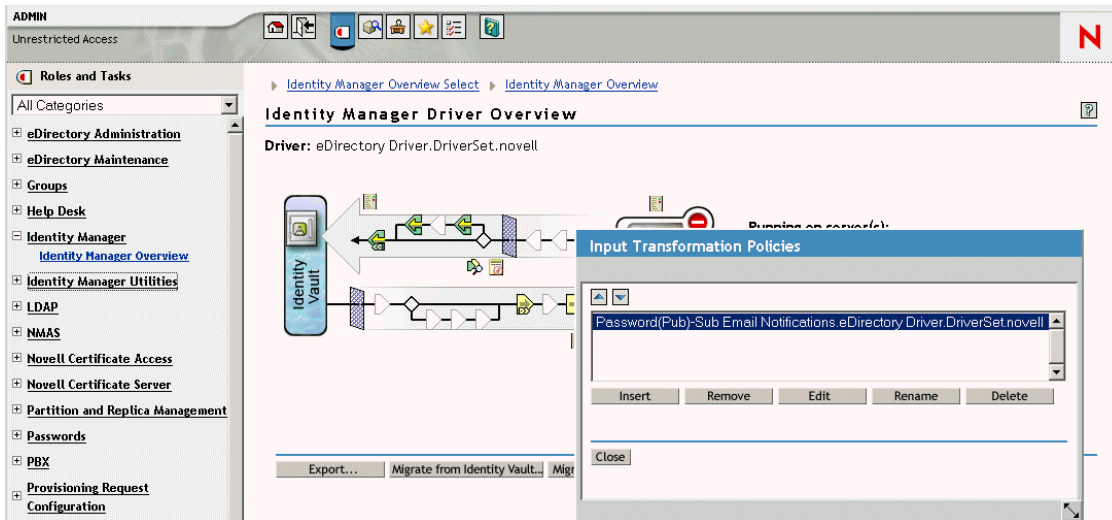 ADMIN
Unrestricted Access
N
Roles and Tasks
All Categories
eDirectory Administration
eDirectory Maintenance
Groups
Help Desk
Identity Manager
Identity Manager Overview
Identity Manager Utilities
LDAP
NMAS
Novell Certificate Access
Novell Certificate Server
Partition and Replica Management
Passwords
PBX
Provisioning Request
Configuration
Identity Manager Overview Select Identity Manager Overview
Identity Manager Driver Overview
?
Driver: eDirectory Driver.DriverSet.novell
Identity
Vault
Running on server(s):
Input Transformation Policies
Password(Pub)-Sub Email Notifications.eDirectory Driver.DriverSet.novell
Insert Remove Edit Rename Delete
Close
Export... Migrate from Identity Vault... Migr